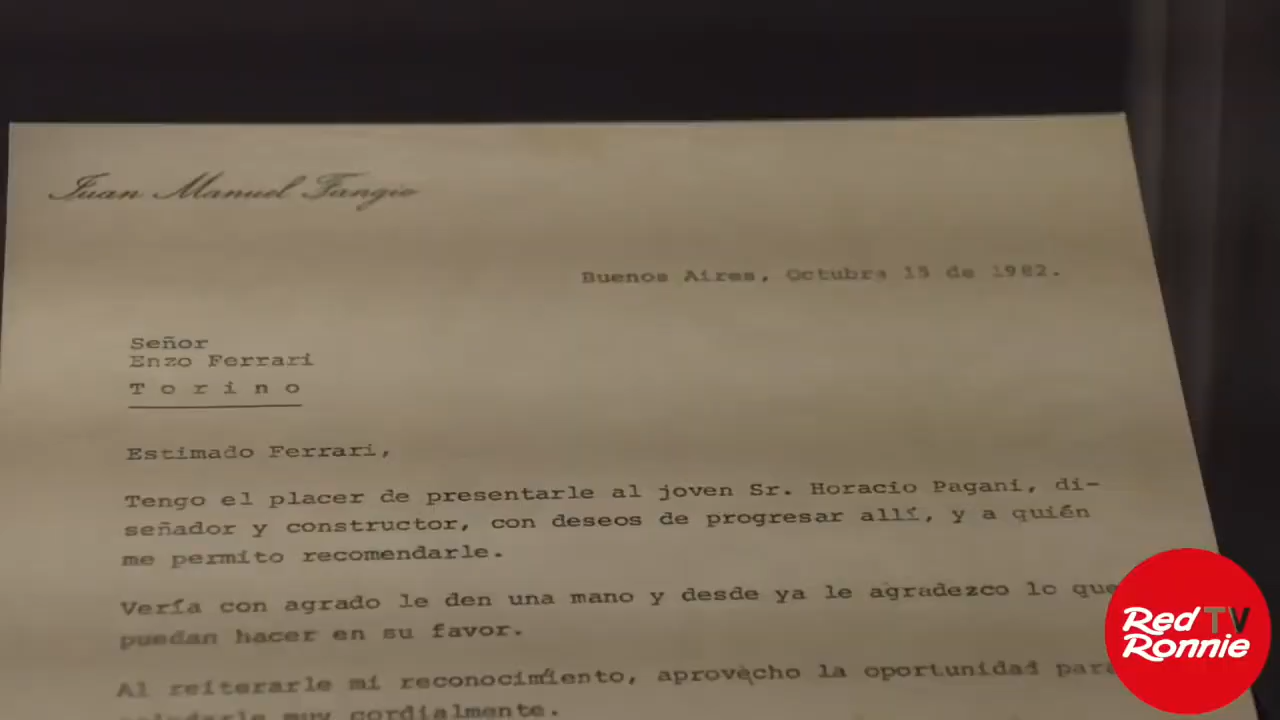 Juan Manuel Fangio
Buenos Aires, Octubre 15 de 1982.
Señor
Enzo Ferrari
Torino
Estimado Ferrari,
Tengo el placer de presentarle al joven Sr. Horacio Pagani, di-
señador y constructor, con deseos de progresar allí, y a quién
me permito recomendarle.
Vería con agrado le den una mano y desde ya le agradezco lo que
puedan hacer en su favor.
Al reiterarle mi reconocimiento, aprovecho la oportunidad para
muy cordialmente.
Red TV
Ronnie